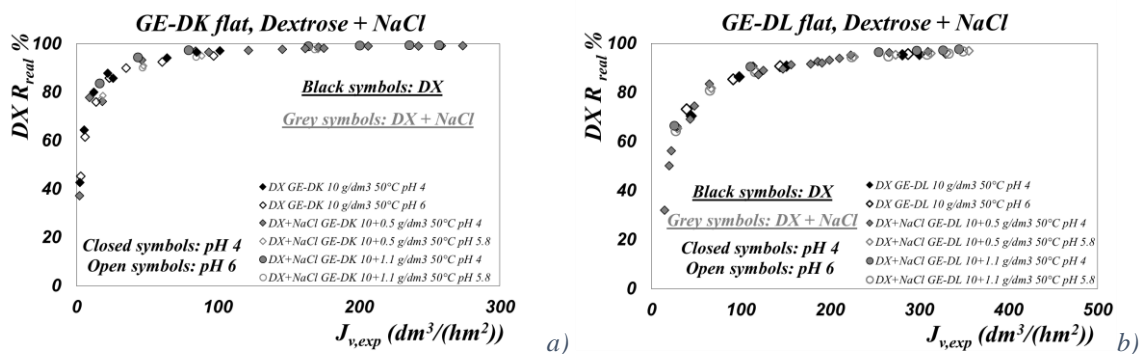 GE-DK flat, Dextrose + NaCl
DX R real %
100
80
60
40
20
0
Black symbols: DX
Grey symbols: DX + NaCl
DX GE-DK 10 g/dm3 50°C pH 4
DX GE-DK 10 g/dm3 50°C pH 6
DX+NaCl GE-DK 10+0.5 g/dm3 50°C pH 4
DX+NaCl GE-DK 10+0.5 g/dm3 50°C pH 5.8
DX+NaCl GE-DK 10+1.1 g/dm3 50°C pH 4
DX+NaCl GE-DK 10+1.1 g/dm3 50°C pH 5.8
Closed symbols: pH 4
Open symbols: pH 6
0 100 200 300
J v,exp (dm³/(hm²))
a)
GE-DL flat, Dextrose + NaCl
DX R real %
100
80
60
40
20
0
Black symbols: DX
Grey symbols: DX + NaCl
Closed symbols: pH 4
Open symbols: pH 6
DX GE-DL 10 g/dm3 50°C pH 4
DX GE-DL 10 g/dm3 50°C pH 6
DX+NaCl GE-DL 10+0.5 g/dm3 50°C pH 4
DX+NaCl GE-DL 10+0.5 g/dm3 50°C pH 5.8
DX+NaCl GE-DL 10+1.1 g/dm3 50°C pH 4
DX+NaCl GE-DL 10+1.1 g/dm3 50°C pH 5.8
0 100 200 300 400 500
J v,exp (dm³/(hm²))
b)